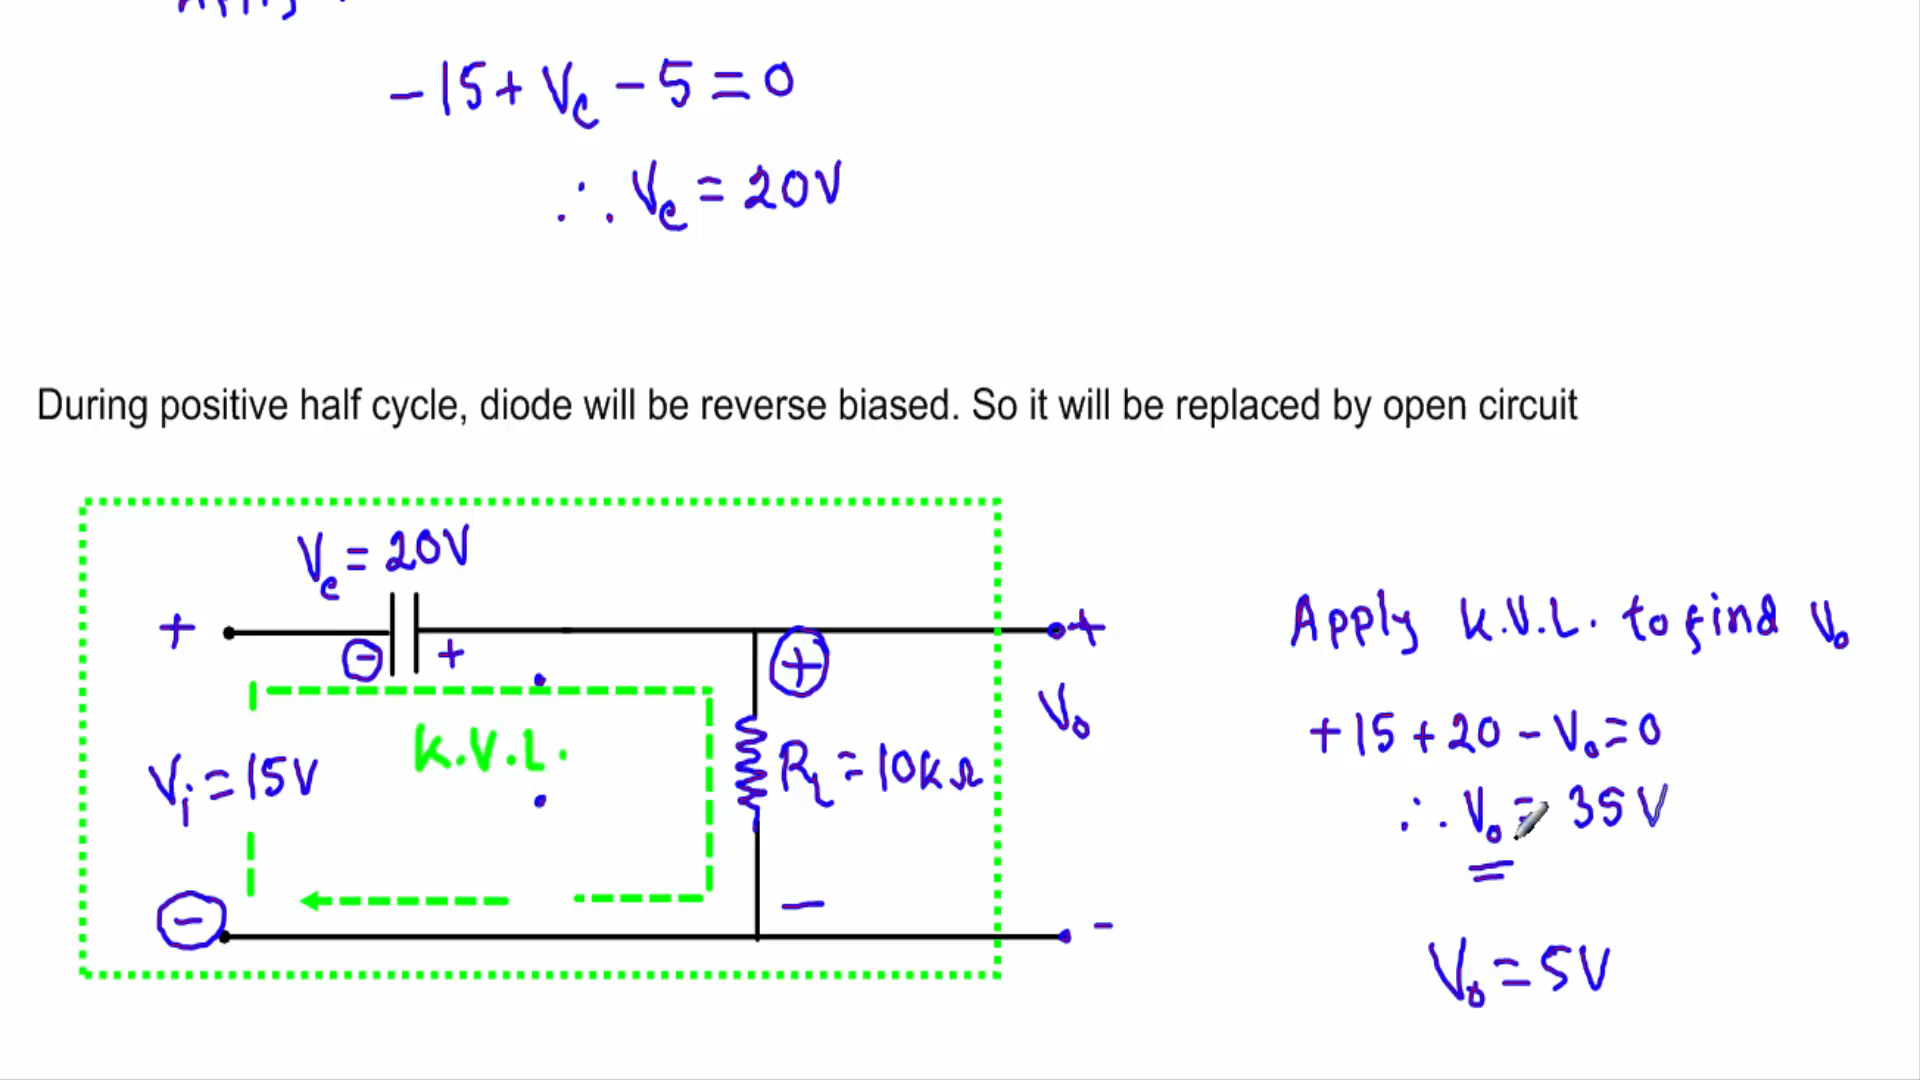 Apply
-15 + Vc - 5 = 0
∴ Vc = 20V
During positive half cycle, diode will be reverse biased. So it will be replaced by open circuit
Vc = 20V
+ - + + +
Apply K.V.L. to find Vo
Vo
K.V.L.
+15 + 20 - Vo = 0
Vi = 15V
RL = 10KΩ
∴ Vo = 35V
- - -
Vo = 5V